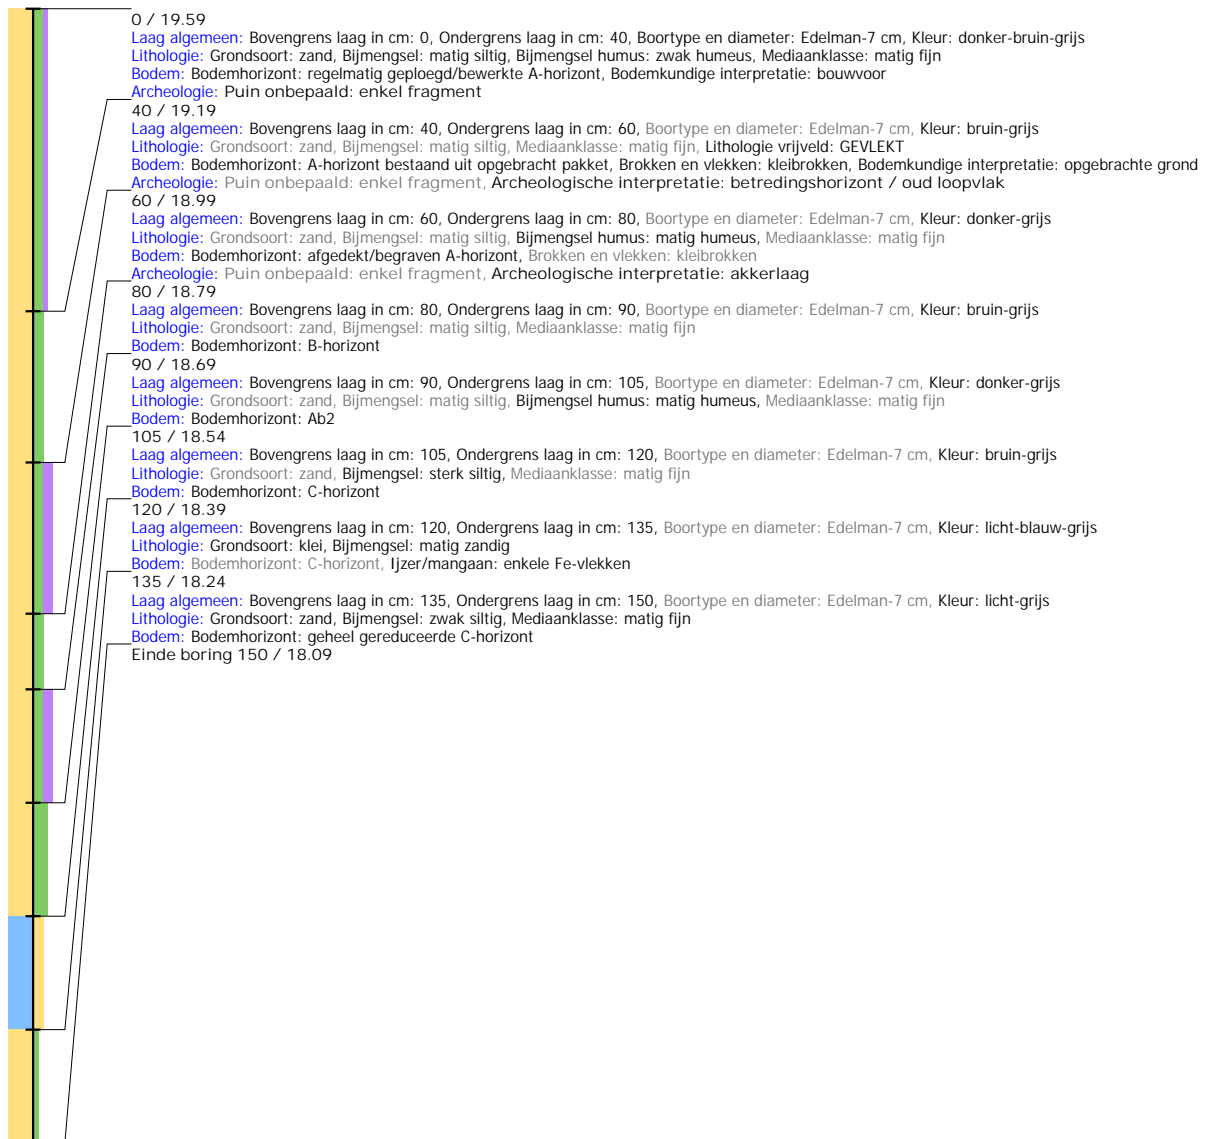 0 / 19.59
Laag algemeen: Bovengrens laag in cm: 0, Ondergrens laag in cm: 40, Boortype en diameter: Edelman-7 cm, Kleur: donker-bruin-grijs
Lithologie: Grondsoort: zand, Bijmengsel: matig siltig, Bijmengsel humus: zwak humeus, Mediaanklasse: matig fijn
Bodem: Bodemhorizont: regelmatig geploegd/bewerkte A-horizont, Bodemkundige interpretatie: bouwvoor
Archeologie: Puin onbepaald: enkel fragment
40 / 19.19
Laag algemeen: Bovengrens laag in cm: 40, Ondergrens laag in cm: 60, Boortype en diameter: Edelman-7 cm, Kleur: bruin-grijs
Lithologie: Grondsoort: zand, Bijmengsel: matig siltig, Mediaanklasse: matig fijn, Lithologie vrijveld: GEVLEKT
Bodem: Bodemhorizont: A-horizont bestaand uit opgebracht pakket, Brokken en vlekken: kleibrokken, Bodemkundige interpretatie: opgebrachte grond
Archeologie: Puin onbepaald: enkel fragment, Archeologische interpretatie: betredingshorizont / oud loopvlak
60 / 18.99
Laag algemeen: Bovengrens laag in cm: 60, Ondergrens laag in cm: 80, Boortype en diameter: Edelman-7 cm, Kleur: donker-grijs
Lithologie: Grondsoort: zand, Bijmengsel: matig siltig, Bijmengsel humus: matig humeus, Mediaanklasse: matig fijn
Bodem: Bodemhorizont: afgedekt/begraven A-horizont, Brokken en vlekken: kleibrokken
Archeologie: Puin onbepaald: enkel fragment, Archeologische interpretatie: akkerlaag
80 / 18.79
Laag algemeen: Bovengrens laag in cm: 80, Ondergrens laag in cm: 90, Boortype en diameter: Edelman-7 cm, Kleur: bruin-grijs
Lithologie: Grondsoort: zand, Bijmengsel: matig siltig, Mediaanklasse: matig fijn
Bodem: Bodemhorizont: B-horizont
90 / 18.69
Laag algemeen: Bovengrens laag in cm: 90, Ondergrens laag in cm: 105, Boortype en diameter: Edelman-7 cm, Kleur: donker-grijs
Lithologie: Grondsoort: zand, Bijmengsel: matig siltig, Bijmengsel humus: matig humeus, Mediaanklasse: matig fijn
Bodem: Bodemhorizont: Ab2
105 / 18.54
Laag algemeen: Bovengrens laag in cm: 105, Ondergrens laag in cm: 120, Boortype en diameter: Edelman-7 cm, Kleur: bruin-grijs
Lithologie: Grondsoort: zand, Bijmengsel: sterk siltig, Mediaanklasse: matig fijn
Bodem: Bodemhorizont: C-horizont
120 / 18.39
Laag algemeen: Bovengrens laag in cm: 120, Ondergrens laag in cm: 135, Boortype en diameter: Edelman-7 cm, Kleur: licht-blauw-grijs
Lithologie: Grondsoort: klei, Bijmengsel: matig zandig
Bodem: Bodemhorizont: C-horizont, Ijzer/mangaan: enkele Fe-vlekken
135 / 18.24
Laag algemeen: Bovengrens laag in cm: 135, Ondergrens laag in cm: 150, Boortype en diameter: Edelman-7 cm, Kleur: licht-grijs
Lithologie: Grondsoort: zand, Bijmengsel: zwak siltig, Mediaanklasse: matig fijn
Bodem: Bodemhorizont: geheel gereduceerde C-horizont
Einde boring 150 / 18.09